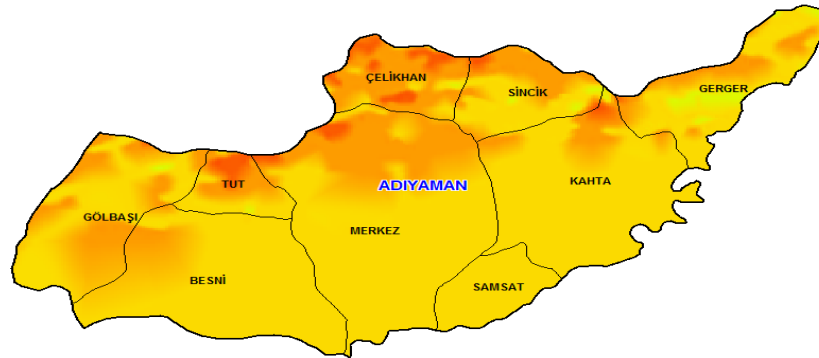 ÇELİKHAN
SİNCİK
GERGER
TUT
ADIYAMAN
KAHTA
GÖLBAŞI
MERKEZ
BESNİ
SAMSAT